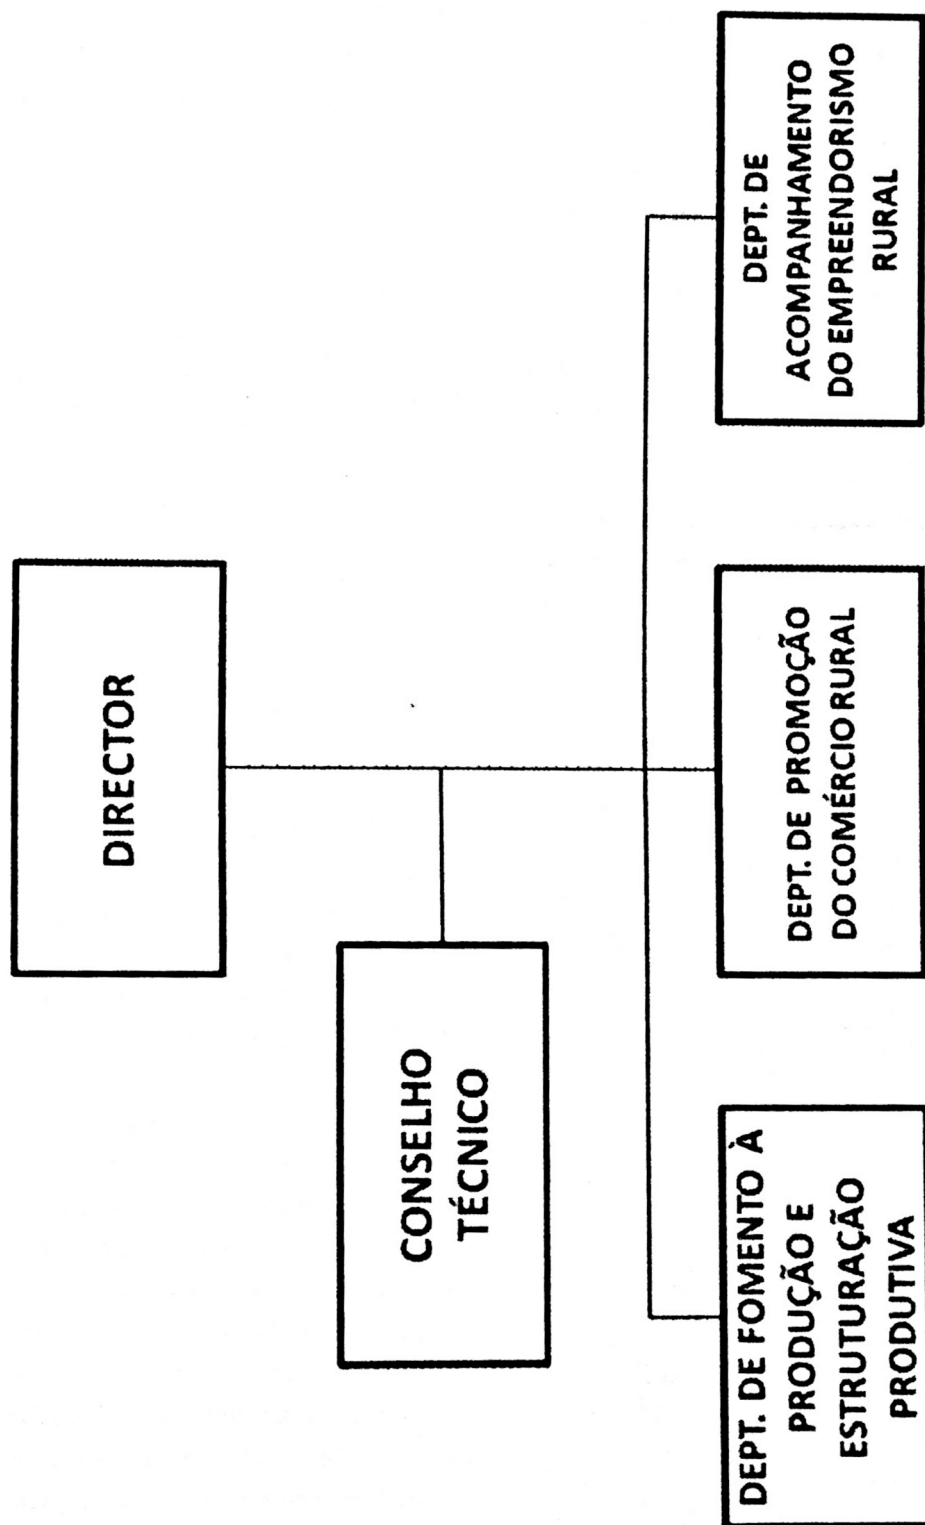 DIRECTOR
CONSELHO
TÉCNICO
DEPT. DE FOMENTO À
PRODUÇÃO E
ESTRUTURAÇÃO
PRODUTIVA
DEPT. DE PROMOÇÃO
DO COMÉRCIO RURAL
DEPT. DE
ACOMPANHAMENTO
DO EMPREENDORISMO
RURAL